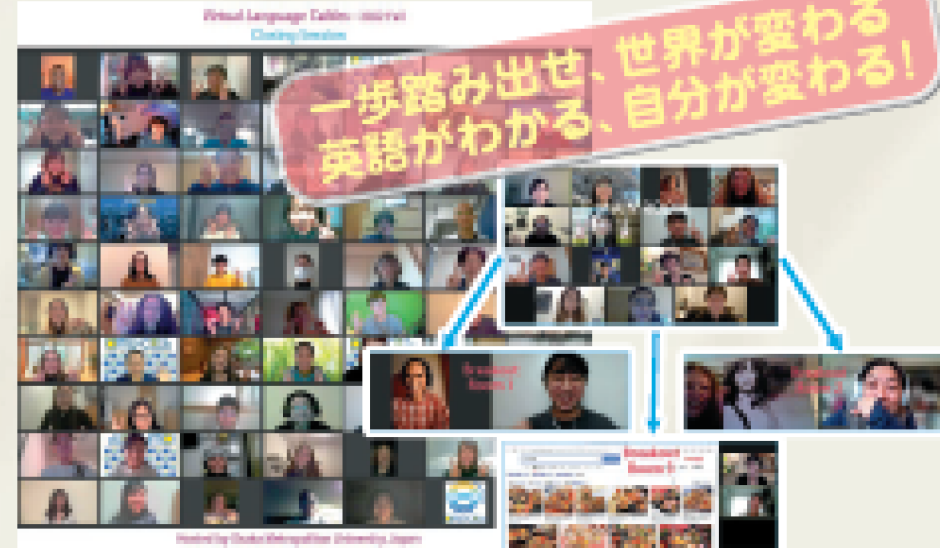 Virtual Language Tables
Closing Session
一歩踏み出せ、世界が変わる
英語がわかる、自分が変わる!
Breakout
Room 1
Breakout
Room 2
Breakout
Room 3
Hosted by Osaka Metropolitan University, Japan